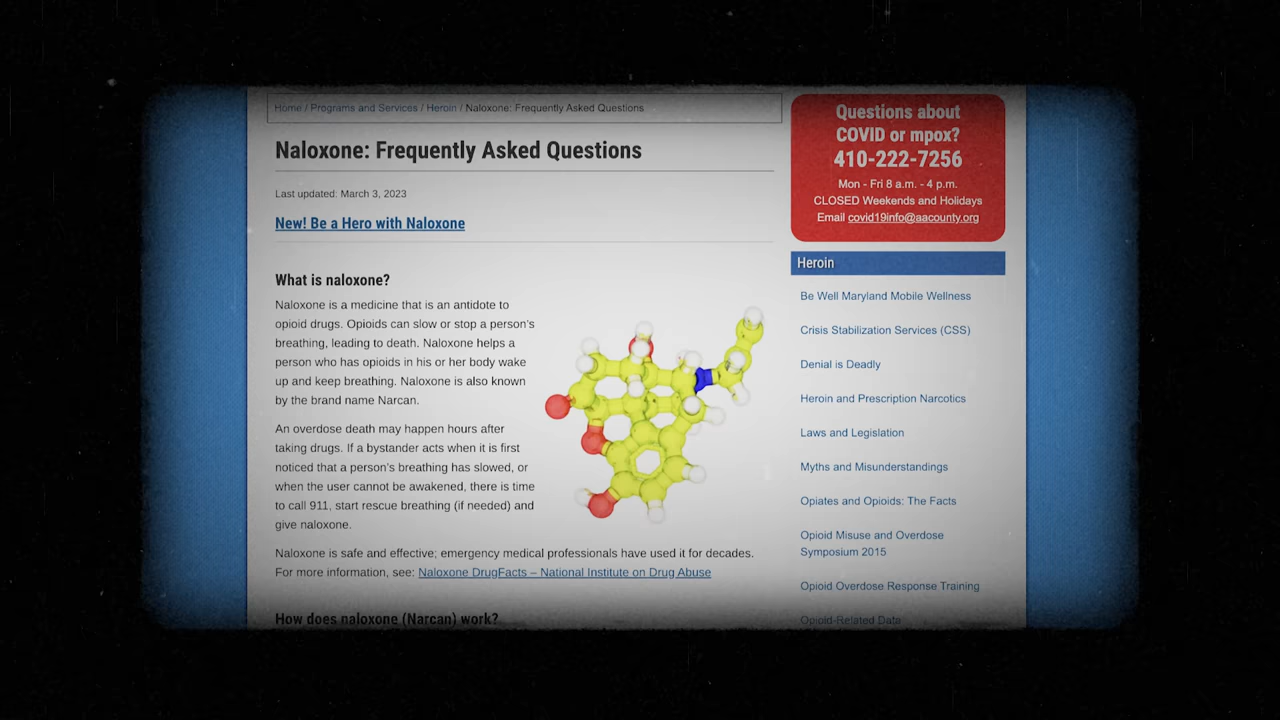 Home / Programs and Services / Heroin / Naloxone: Frequently Asked Questions
Naloxone: Frequently Asked Questions
Last updated: March 3, 2023
New! Be a Hero with Naloxone
What is naloxone?
Naloxone is a medicine that is an antidote to
opioid drugs. Opioids can slow or stop a person's
breathing, leading to death. Naloxone helps a
person who has opioids in his or her body wake
up and keep breathing. Naloxone is also known
by the brand name Narcan.
An overdose death may happen hours after
taking drugs. If a bystander acts when it is first
noticed that a person's breathing has slowed, or
when the user cannot be awakened, there is time
to call 911, start rescue breathing (if needed) and
give naloxone.
Naloxone is safe and effective; emergency medical professionals have used it for decades.
For more information, see: Naloxone DrugFacts – National Institute on Drug Abuse
How does naloxone (Narcan) work?
Questions about
COVID or mpox?
410-222-7256
Mon - Fri 8 a.m. - 4 p.m.
CLOSED Weekends and Holidays
Email covid19info@aacounty.org
Heroin
Be Well Maryland Mobile Wellness
Crisis Stabilization Services (CSS)
Denial is Deadly
Heroin and Prescription Narcotics
Laws and Legislation
Myths and Misunderstandings
Opiates and Opioids: The Facts
Opioid Misuse and Overdose
Symposium 2015
Opioid Overdose Response Training
Opioid-Related Data